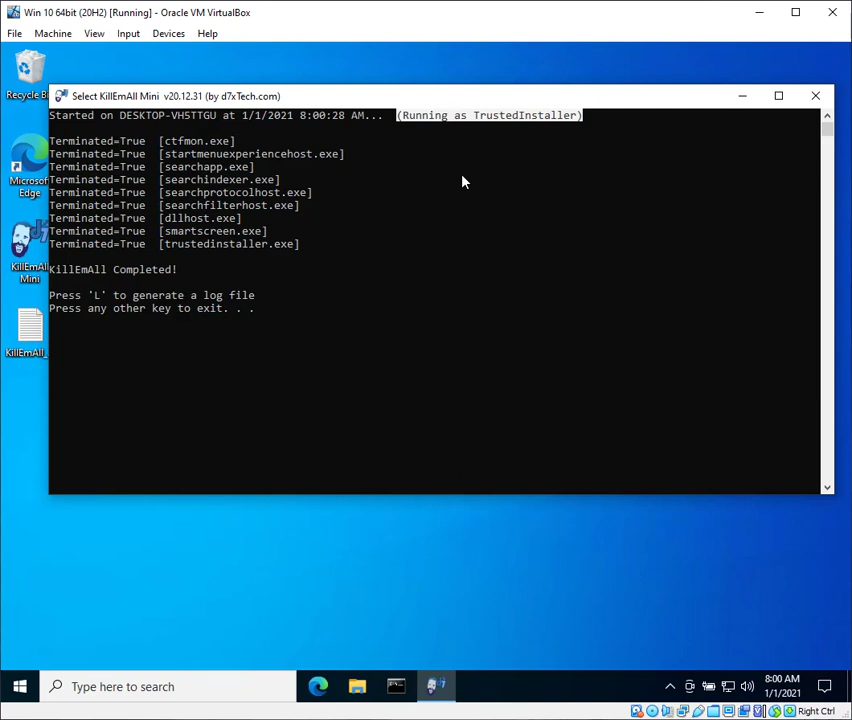 Win 10 64bit (20H2) [Running] - Oracle VM VirtualBox
File Machine View Input Devices Help
Recycle Bi
Select KillEmAll Mini v20.12.31 (by d7xTech.com)
Started on DESKTOP-VH5TTGU at 1/1/2021 8:00:28 AM... (Running as TrustedInstaller)
Terminated=True [ctfmon.exe]
Terminated=True [startmenuexperiencehost.exe]
Terminated=True [searchapp.exe]
Terminated=True [searchindexer.exe]
Terminated=True [searchprotocolhost.exe]
Terminated=True [searchfilterhost.exe]
Terminated=True [dllhost.exe]
Terminated=True [smartscreen.exe]
Terminated=True [trustedinstaller.exe]
KillEmAll Completed!
Press 'L' to generate a log file
Press any other key to exit. . .
Microsoft
Edge
d7
KillEmAll
Mini
KillEmAll_
Type here to search
8:00 AM
1/1/2021
Right Ctrl